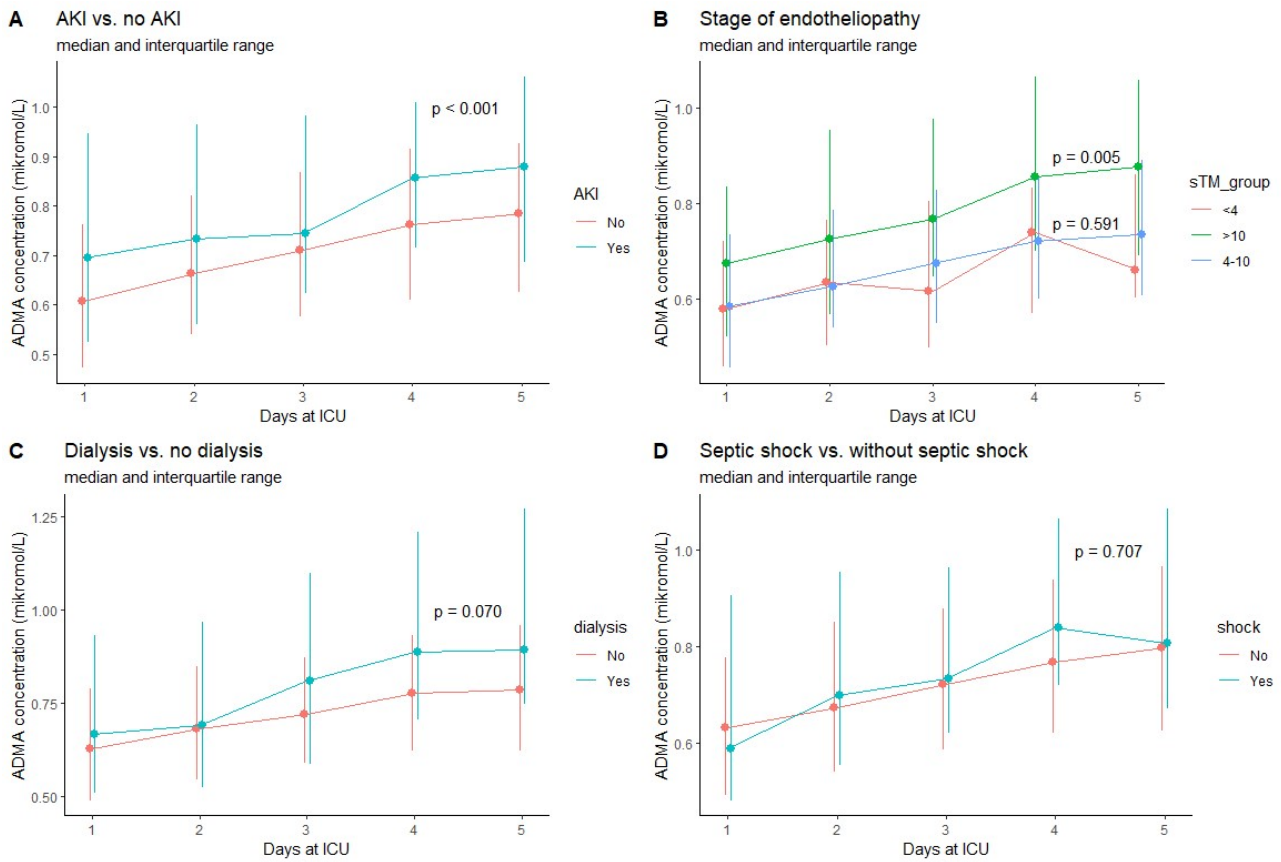 A AKI vs. no AKI
median and interquartile range
ADMA concentration (mikromol/L)
1.0
0.9
0.8
0.7
0.6
0.5
p < 0.001
1 2 3 4 5
Days at ICU
AKI
No
Yes
B Stage of endotheliopathy
median and interquartile range
ADMA concentration (mikromol/L)
1.0
0.8
0.6
p = 0.005
p = 0.591
1 2 3 4 5
Days at ICU
sTM_group
<4
>10
4-10
C Dialysis vs. no dialysis
median and interquartile range
ADMA concentration (mikromol/L)
1.25
1.00
0.75
0.50
p = 0.070
1 2 3 4 5
Days at ICU
dialysis
No
Yes
D Septic shock vs. without septic shock
median and interquartile range
ADMA concentration (mikromol/L)
1.0
0.8
0.6
p = 0.707
1 2 3 4 5
Days at ICU
shock
No
Yes